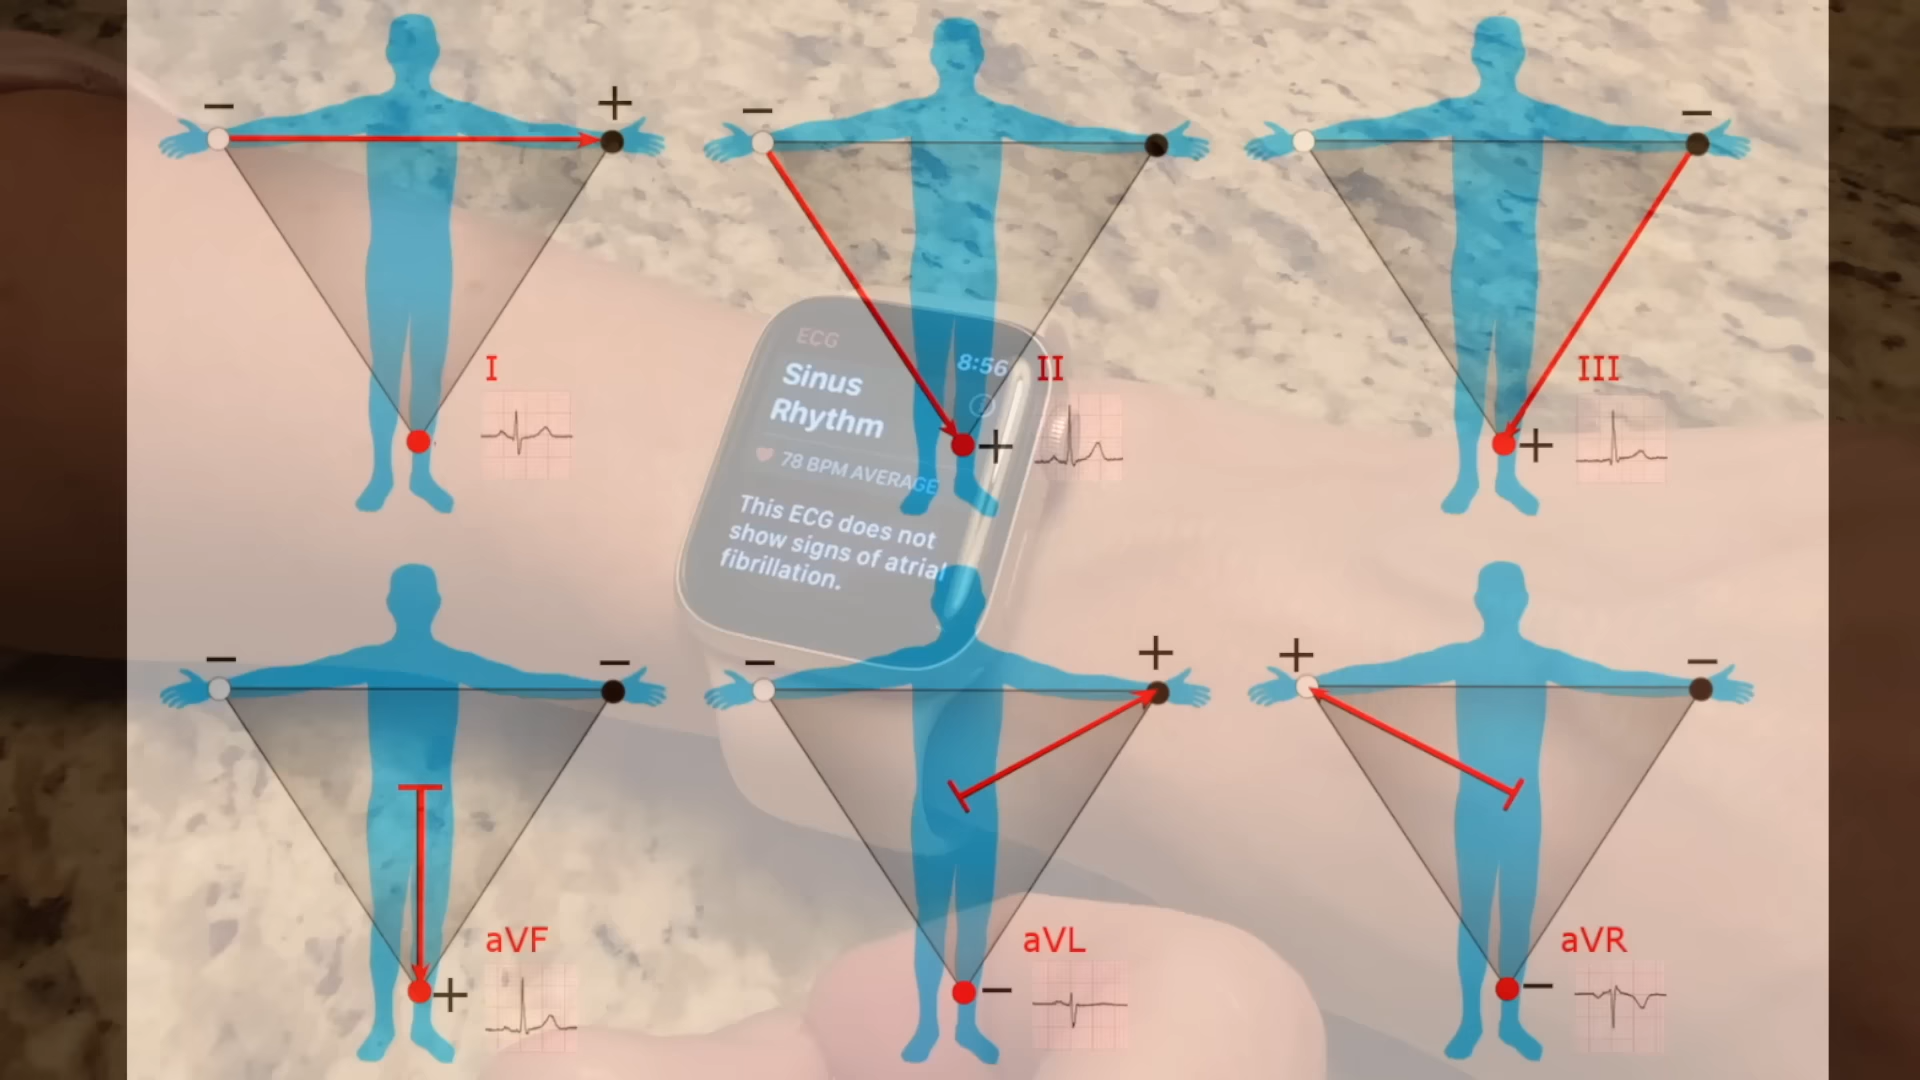 − +
−
−
ECG
8:56
Sinus
Rhythm
78 BPM AVERAGE
This ECG does not
show signs of atrial
fibrillation.
I
II
+
III
+
− −
− +
+ −
aVF
+
aVL
−
aVR
−